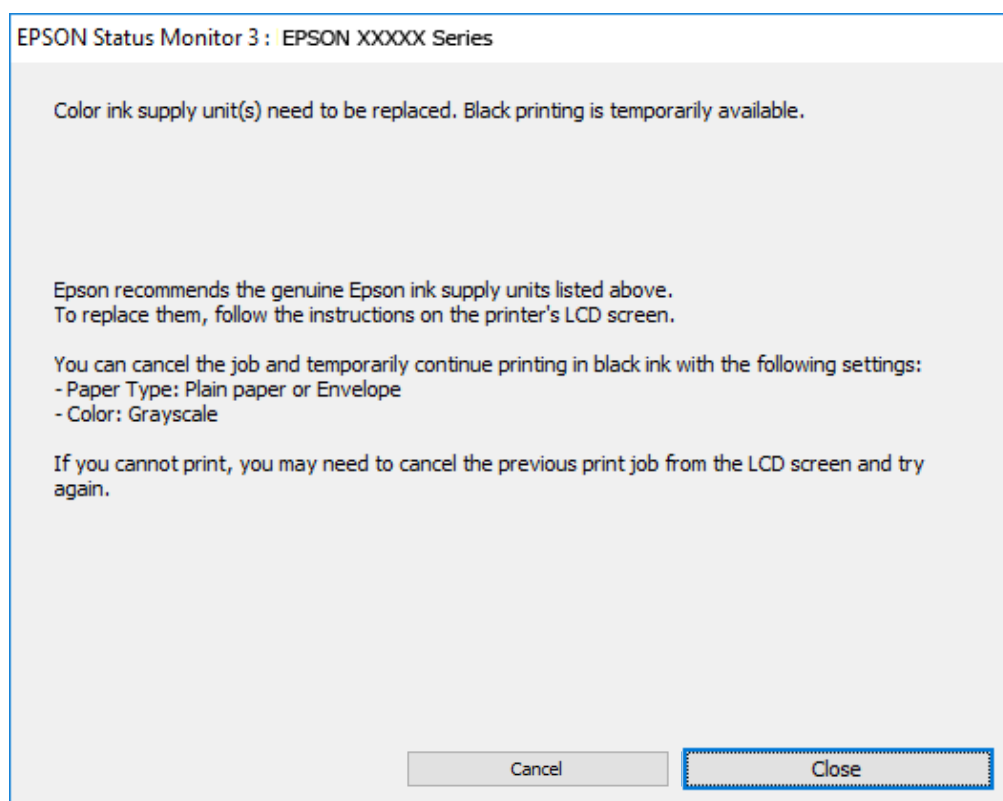 EPSON Status Monitor 3 : EPSON XXXXX Series
Color ink supply unit(s) need to be replaced. Black printing is temporarily available.
Epson recommends the genuine Epson ink supply units listed above.
To replace them, follow the instructions on the printer's LCD screen.
You can cancel the job and temporarily continue printing in black ink with the following settings:
- Paper Type: Plain paper or Envelope
- Color: Grayscale
If you cannot print, you may need to cancel the previous print job from the LCD screen and try
again.
Cancel
Close